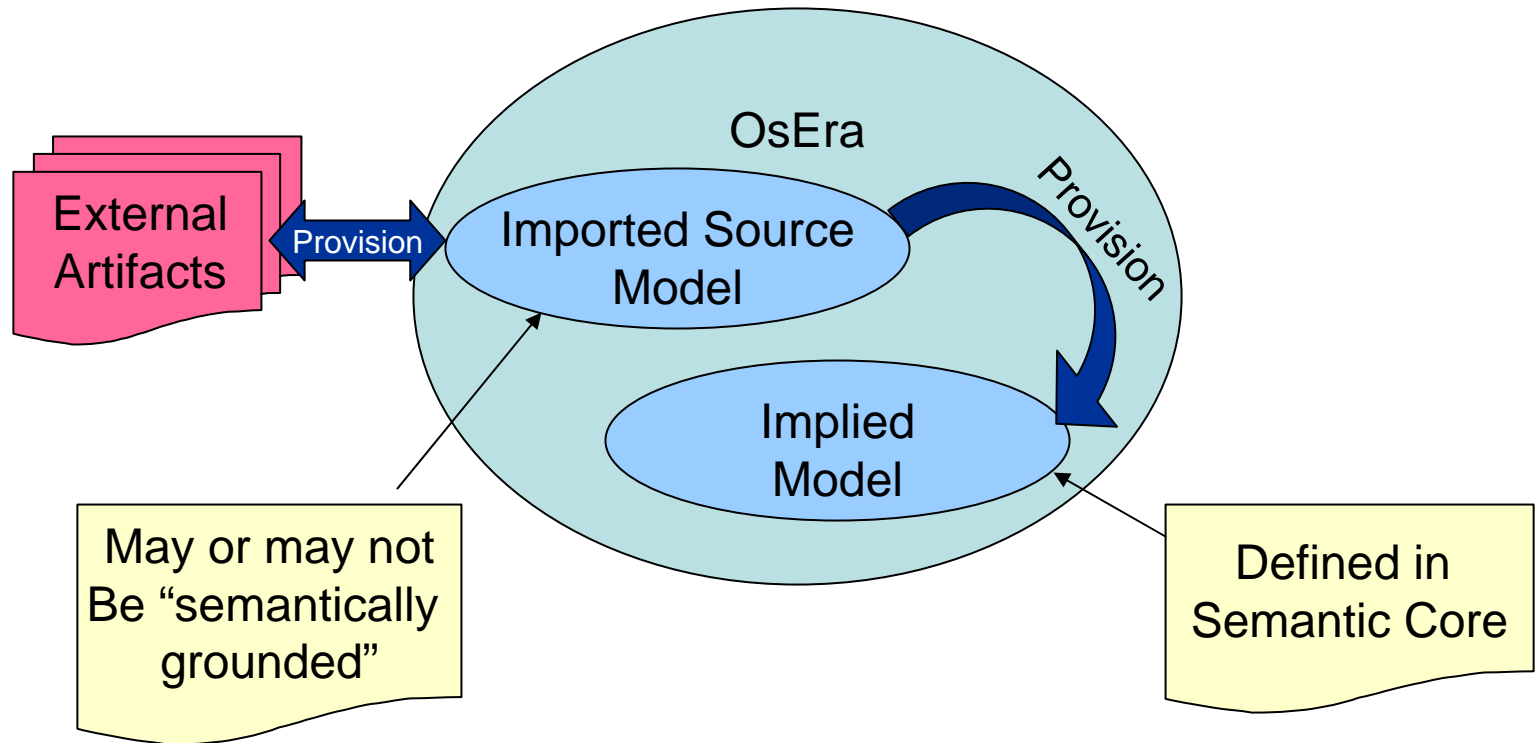 OsEra
External
Artifacts
Provision
Imported Source
Model
Provision
Implied
Model
May or may not
Be “semantically
grounded”
Defined in
Semantic Core